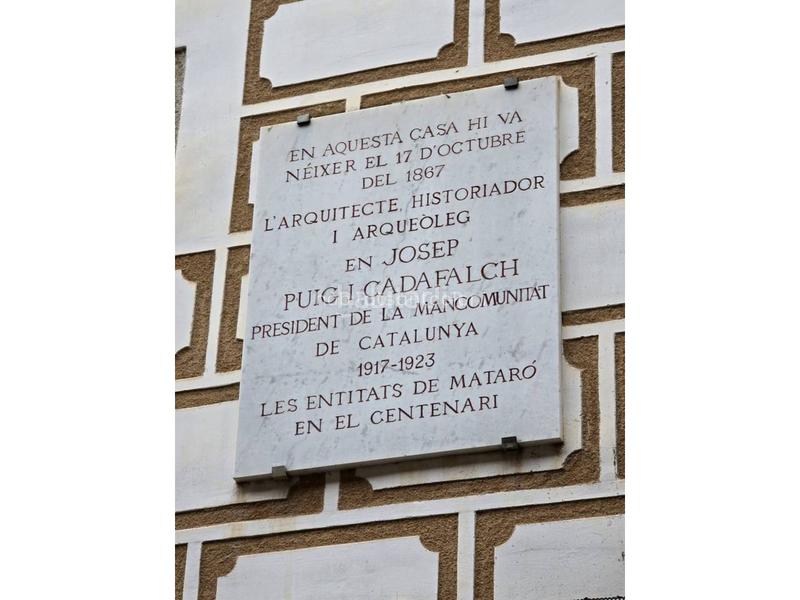 EN AQUESTA CASA HI VA
NÉIXER EL 17 D'OCTUBRE
DEL 1867
L'ARQUITECTE, HISTORIADOR
I ARQUEÒLEG
EN JOSEP
PUIG I CADAFALCH
PRESIDENT DE LA MANCOMUNITAT
DE CATALUNYA
1917-1923
LES ENTITATS DE MATARÓ
EN EL CENTENARI